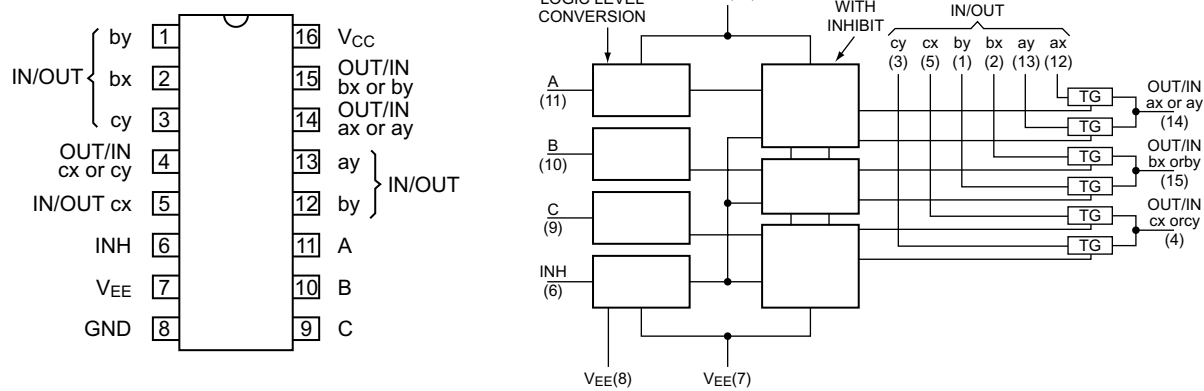 by 1
IN/OUT bx 2
cy 3
OUT/IN
cx or cy 4
IN/OUT cx 5
INH 6
VEE 7
GND 8
16 VCC
15 OUT/IN
bx or by
14 OUT/IN
ax or ay
13 ay
IN/OUT
12 by
11 A
10 B
9 C
LOGIC LEVEL
CONVERSION
WITH
INHIBIT
IN/OUT
cy cx by bx ay ax
(3) (5) (1) (2) (13) (12)
A
(11)
B
(10)
C
(9)
INH
(6)
TG
TG
TG
TG
TG
TG
OUT/IN
ax or ay
(14)
OUT/IN
bx orby
(15)
OUT/IN
cx orcy
(4)
VEE(8)
VEE(7)